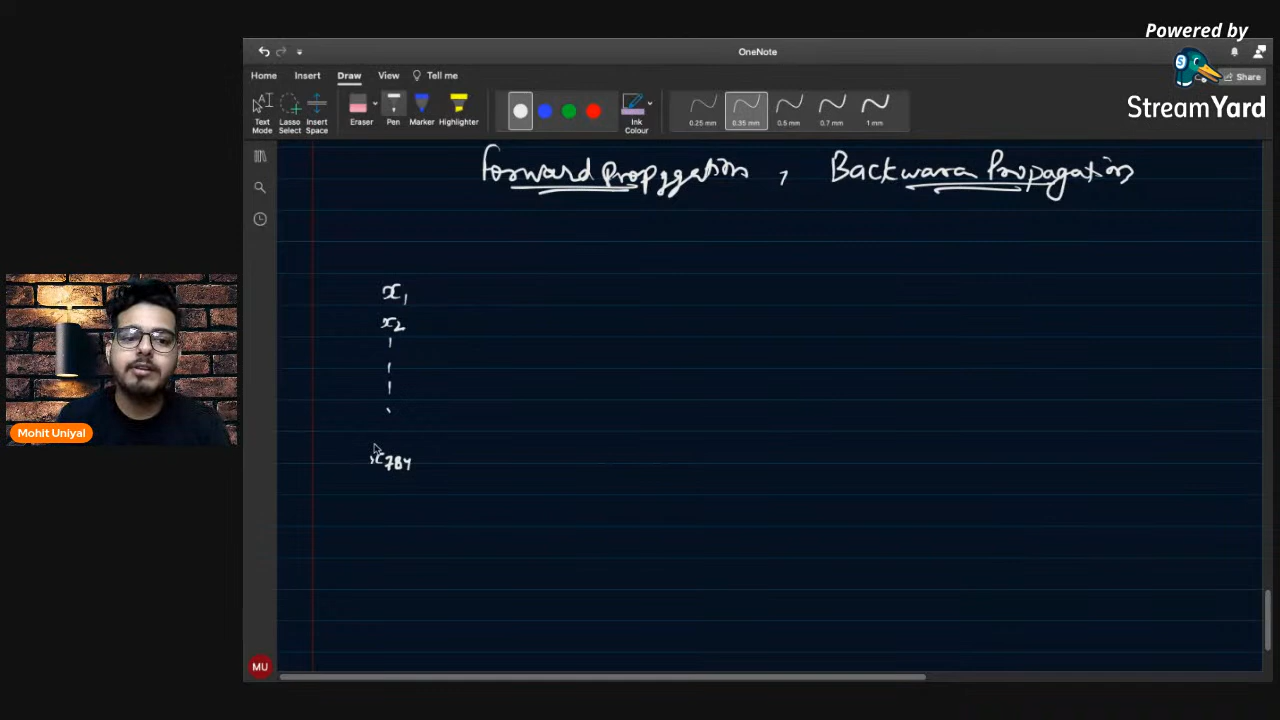 Powered by
StreamYard
OneNote
Share
Home Insert Draw View Tell me
Text Mode
Lasso Select
Insert Space
Eraser
Pen
Marker
Highlighter
Ink Colour
0.25 mm
0.35 mm
0.5 mm
0.7 mm
1 mm
Forward Propagation , Backward Propagation
x1
x2
x784
Mohit Uniyal
MU